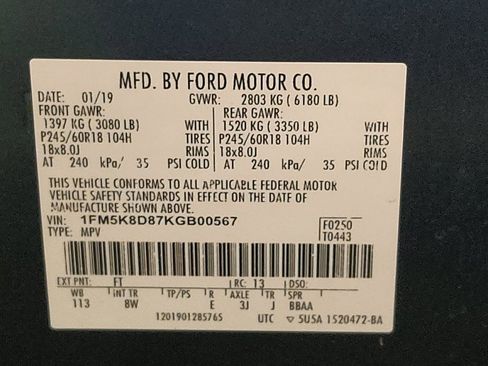 MFD. BY FORD MOTOR CO.
DATE: 01/19 GVWR: 2803 KG ( 6180 LB)
FRONT GAWR: REAR GAWR:
1397 KG ( 3080 LB) WITH 1520 KG ( 3350 LB) WITH
P245/60R18 104H TIRES P245/60R18 104H TIRES
18x8.0J RIMS 18x8.0J RIMS
AT 240 kPa/ 35 PSI COLD AT 240 kPa/ 35 PSI COLD
THIS VEHICLE CONFORMS TO ALL APPLICABLE FEDERAL MOTOR
VEHICLE SAFETY STANDARDS IN EFFECT ON THE DATE OF
MANUFACTURE SHOWN ABOVE.
VIN: 1FM5K8D87KGB00567 F0250
TYPE: MPV T0443
EXT PNT: FT RC: 13 DSO:
WB INT TR TP/PS R AXLE TR SPR
113 8W E 3J J BBAA
1201901285765 UTC ▽ 5U5A 1520472-BA